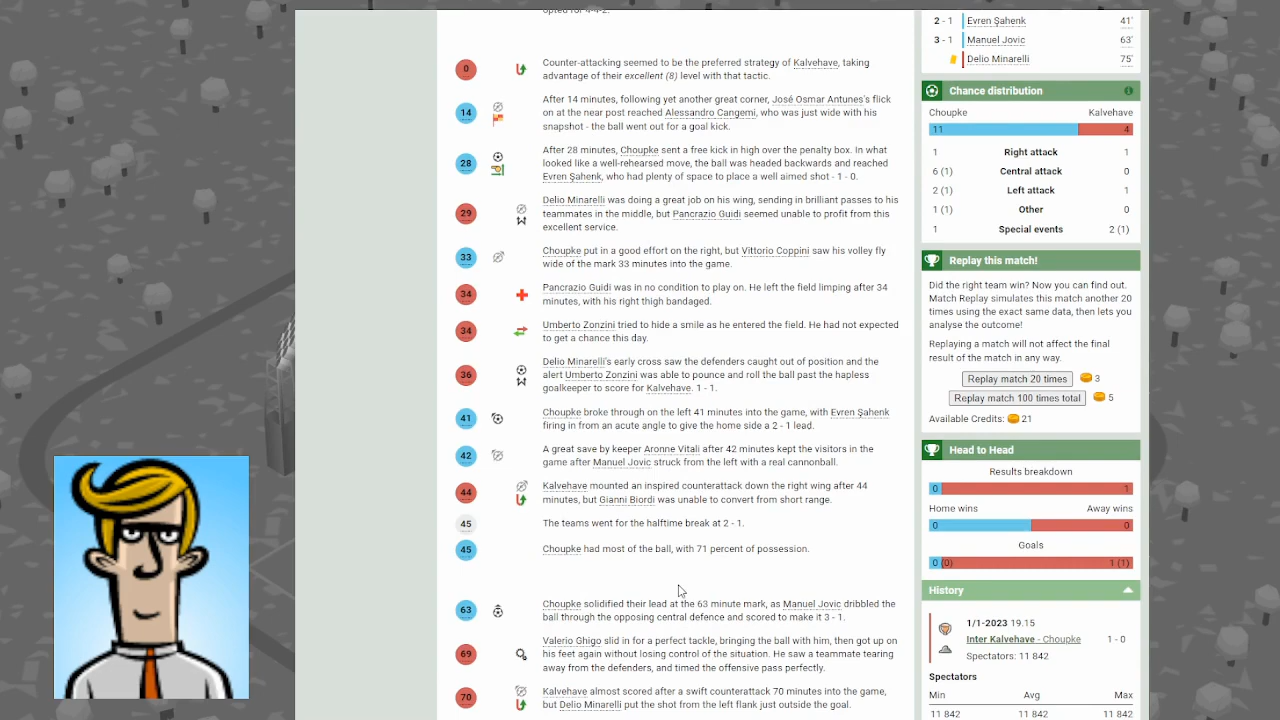 opted for 4-4-2.
0 Counter-attacking seemed to be the preferred strategy of Kalvehave, taking
advantage of their excellent (8) level with that tactic.
14 After 14 minutes, following yet another great corner, José Osmar Antunes's flick
on at the near post reached Alessandro Cangemi, who was just wide with his
snapshot - the ball went out for a goal kick.
28 After 28 minutes, Choupke sent a free kick in high over the penalty box. In what
looked like a well-rehearsed move, the ball was headed backwards and reached
Evren Şahenk, who had plenty of space to place a well aimed shot - 1 - 0.
29 Delio Minarelli was doing a great job on his wing, sending in brilliant passes to his
teammates in the middle, but Pancrazio Guidi seemed unable to profit from this
excellent service.
33 Choupke put in a good effort on the right, but Vittorio Coppini saw his volley fly
wide of the mark 33 minutes into the game.
34 Pancrazio Guidi was in no condition to play on. He left the field limping after 34
minutes, with his right thigh bandaged.
34 Umberto Zonzini tried to hide a smile as he entered the field. He had not expected
to get a chance this day.
36 Delio Minarelli's early cross saw the defenders caught out of position and the
alert Umberto Zonzini was able to pounce and roll the ball past the hapless
goalkeeper to score for Kalvehave. 1 - 1.
41 Choupke broke through on the left 41 minutes into the game, with Evren Şahenk
firing in from an acute angle to give the home side a 2 - 1 lead.
42 A great save by keeper Aronne Vitali after 42 minutes kept the visitors in the
game after Manuel Jovic struck from the left with a real cannonball.
44 Kalvehave mounted an inspired counterattack down the right wing after 44
minutes, but Gianni Biordi was unable to convert from short range.
45 The teams went for the halftime break at 2 - 1.
45 Choupke had most of the ball, with 71 percent of possession.
63 Choupke solidified their lead at the 63 minute mark, as Manuel Jovic dribbled the
ball through the opposing central defence and scored to make it 3 - 1.
69 Valerio Ghigo slid in for a perfect tackle, bringing the ball with him, then got up on
his feet again without losing control of the situation. He saw a teammate tearing
away from the defenders, and timed the offensive pass perfectly.
70 Kalvehave almost scored after a swift counterattack 70 minutes into the game,
but Delio Minarelli put the shot from the left flank just outside the goal.
2 - 1 Evren Şahenk 41'
3 - 1 Manuel Jovic 63'
Delio Minarelli 75'
Chance distribution
Choupke Kalvehave
11 4
1 Right attack 1
6 (1) Central attack 0
2 (1) Left attack 1
1 (1) Other 0
1 Special events 2 (1)
Replay this match!
Did the right team win? Now you can find out.
Match Replay simulates this match another 20
times using the exact same data, then lets you
analyse the outcome!
Replaying a match will not affect the final
result of the match in any way.
Replay match 20 times 3
Replay match 100 times total 5
Available Credits: 21
Head to Head
Results breakdown
0 1
Home wins Away wins
0 0
Goals
0 (0) 1 (1)
History
1/1-2023 19.15
Inter Kalvehave - Choupke 1 - 0
Spectators: 11 842
Spectators
Min Avg Max
11 842 11 842 11 842